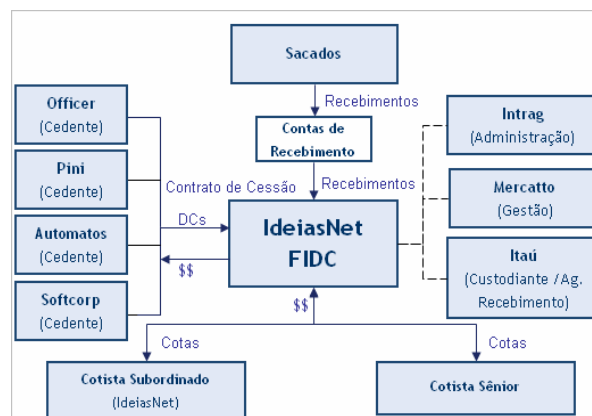 Sacados
Recebimentos
Contas de
Recebimento
Recebimentos
Officer
(Cedente)
Pini
(Cedente)
Automatos
(Cedente)
Softcorp
(Cedente)
Contrato de Cessão
DCs
$$
IdeiasNet
FIDC
$$
Intrag
(Administração)
Mercatto
(Gestão)
Itaú
(Custodiante /Ag.
Recebimento)
Cotas
Cotas
Cotista Subordinado
(IdeiasNet)
Cotista Sênior